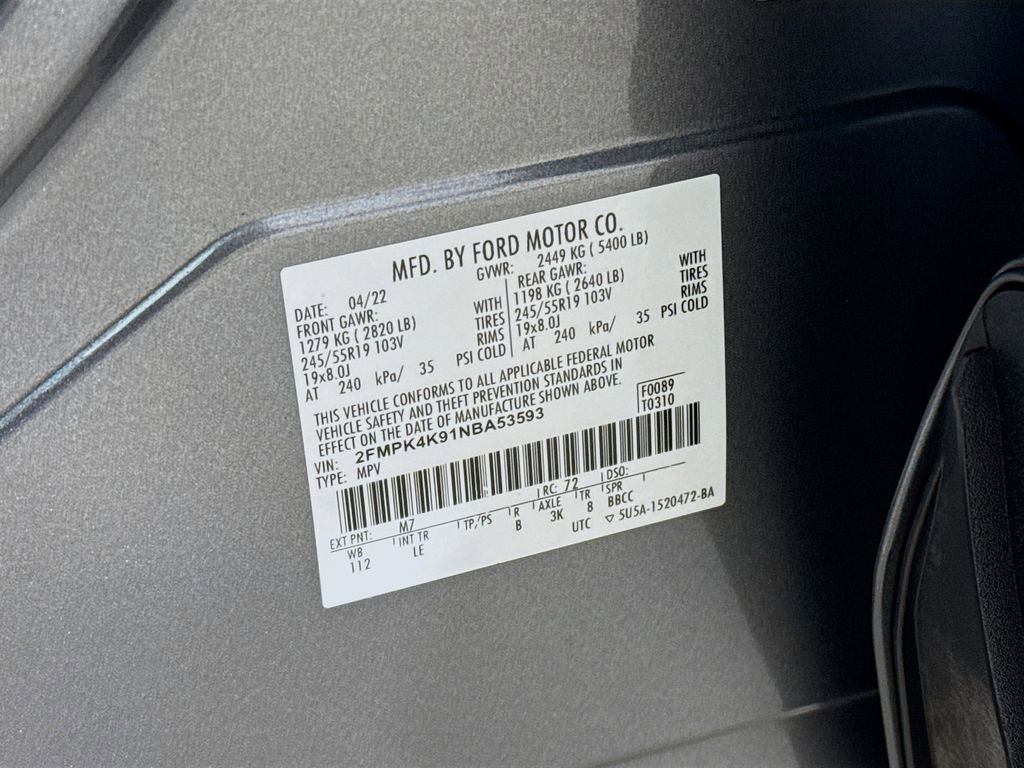 MFD. BY FORD MOTOR CO.
DATE: 04/22 GVWR: 2449 KG ( 5400 LB)
FRONT GAWR: REAR GAWR:
1279 KG ( 2820 LB) WITH 1198 KG ( 2640 LB) WITH
245/55R19 103V TIRES 245/55R19 103V TIRES
19x8.0J RIMS 19x8.0J RIMS
AT 240 kPa/ 35 PSI COLD AT 240 kPa/ 35 PSI COLD
THIS VEHICLE CONFORMS TO ALL APPLICABLE FEDERAL MOTOR
VEHICLE SAFETY AND THEFT PREVENTION STANDARDS IN
EFFECT ON THE DATE OF MANUFACTURE SHOWN ABOVE.
VIN: 2FMPK4K91NBA53593 F0089
TYPE: MPV T0310
EXT PNT: M7 RC: 72 DSO:
WB INT TR TP/PS R AXLE TR SPR
112 LE B 3K 8 BBCC
UTC ▽ 5U5A-1520472-BA